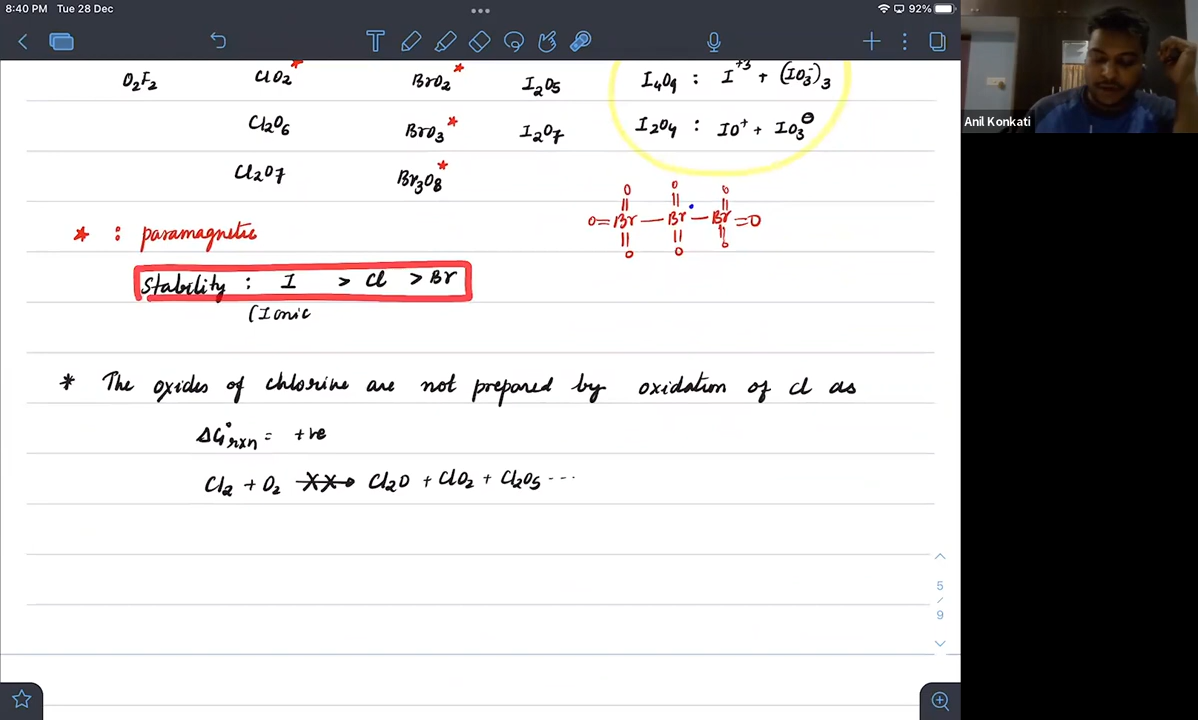 8:40 PM Tue 28 Dec
92%
T
Anil Konkati
O2F2 ClO2* BrO2* I2O5 I4O9 : I+3 + (IO3-)3
Cl2O6 BrO3* I2O7 I2O4 : IO+ + IO3⊖
Cl2O7 Br3O8*
O O O
O=Br—Br—Br=O
O O O
* : paramagnetic
Stability : I > Cl > Br
(Ionic
* The oxides of chlorine are not prepared by oxidation of cl as
ΔG°rxn = +ve
Cl2 + O2 ✕✕→ Cl2O + ClO2 + Cl2O5 ----
5
/
9